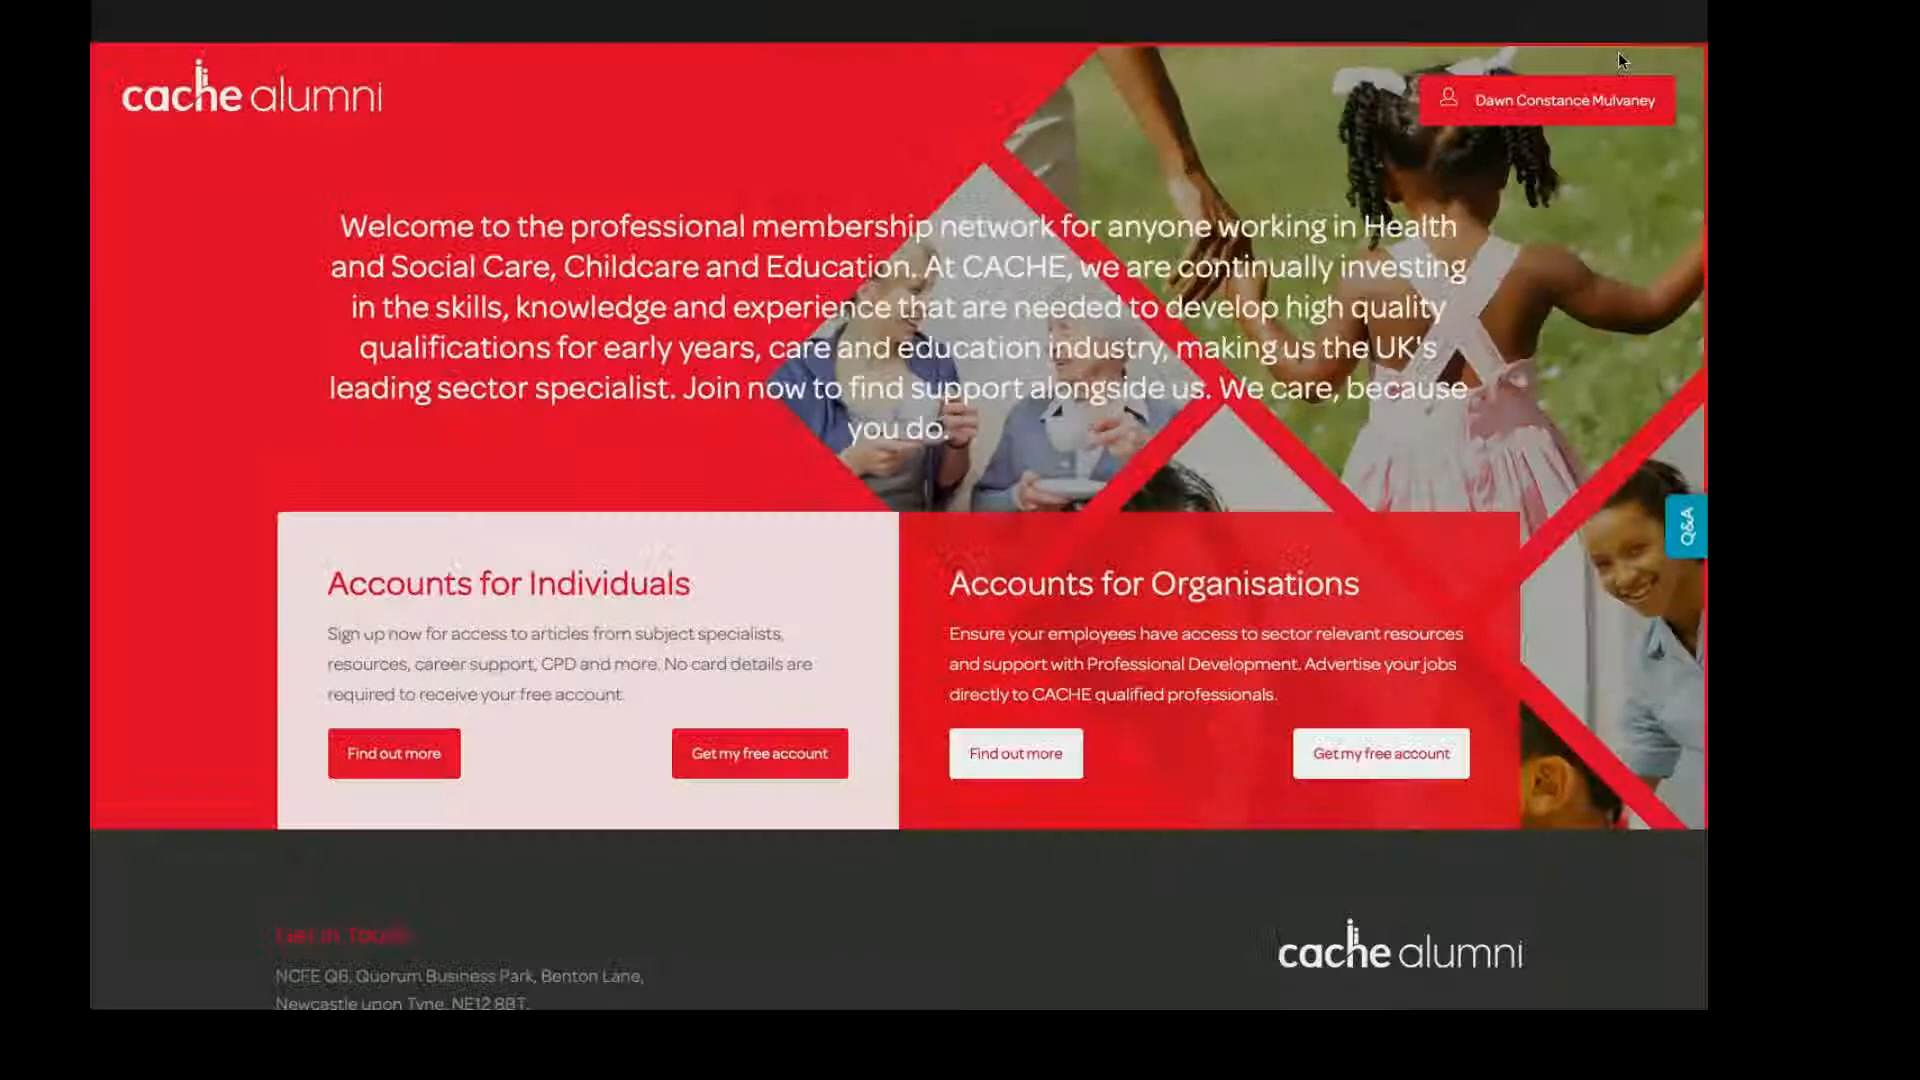 cache alumni
Dawn Constance Mulvaney
Welcome to the professional membership network for anyone working in Health
and Social Care, Childcare and Education. At CACHE, we are continually investing
in the skills, knowledge and experience that are needed to develop high quality
qualifications for early years, care and education industry, making us the UK's
leading sector specialist. Join now to find support alongside us. We care, because
you do.
Q&A
Accounts for Individuals
Sign up now for access to articles from subject specialists,
resources, career support, CPD and more. No card details are
required to receive your free account.
Find out more
Get my free account
Accounts for Organisations
Ensure your employees have access to sector relevant resources
and support with Professional Development. Advertise your jobs
directly to CACHE qualified professionals.
Find out more
Get my free account
Get in Touch
NCFE Q6, Quorum Business Park, Benton Lane,
Newcastle upon Tyne, NE12 8BT.
cache alumni